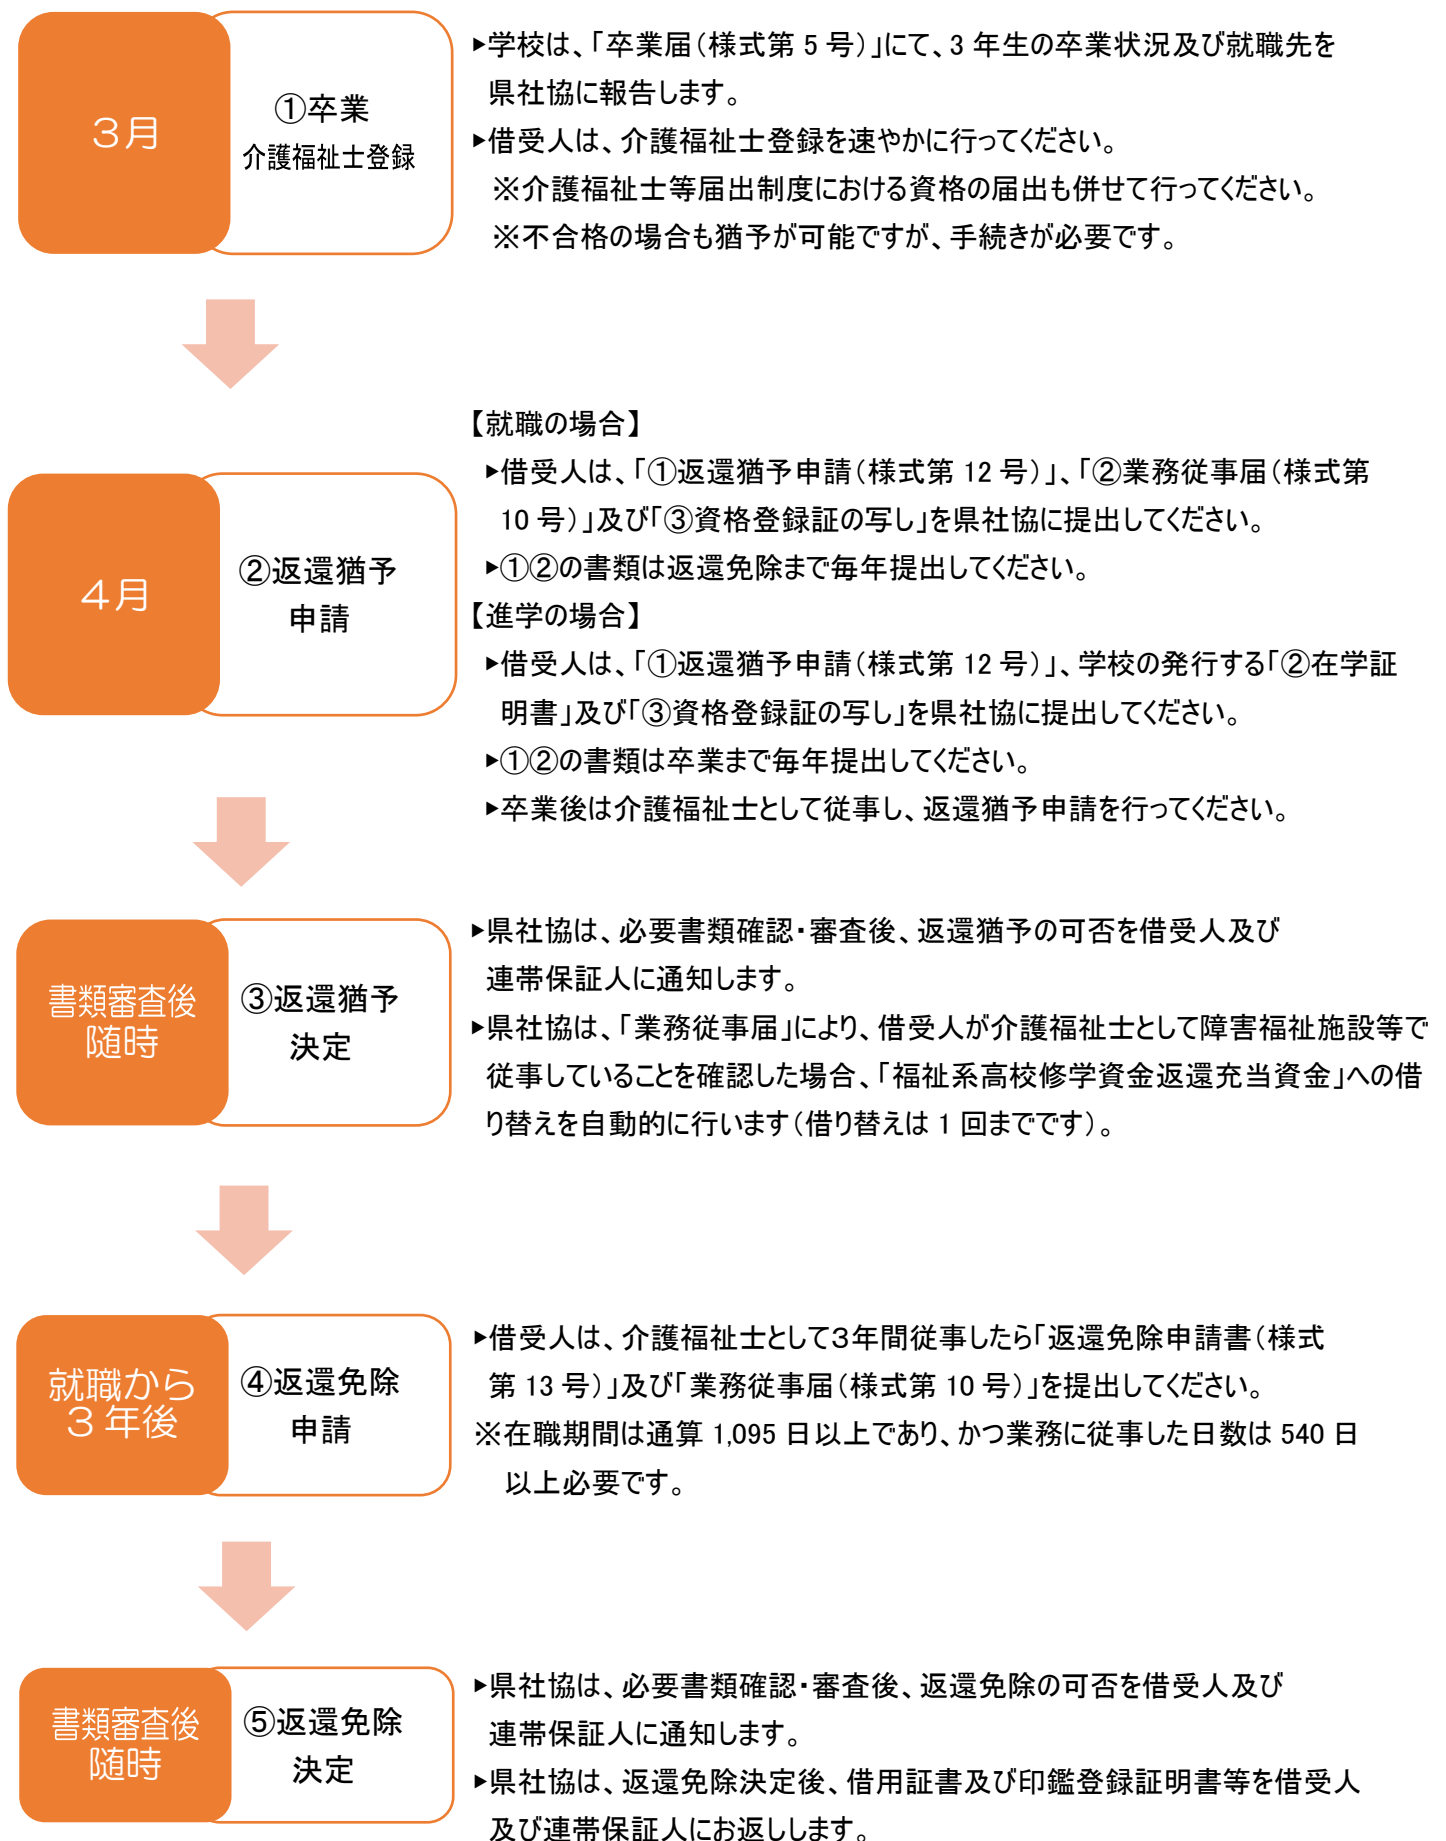 3月
①卒業
介護福祉士登録
▶学校は、「卒業届（様式第 5 号）」にて、3 年生の卒業状況及び就職先を
県社協に報告します。
▶借受人は、介護福祉士登録を速やかに行ってください。
※介護福祉士等届出制度における資格の届出も併せて行ってください。
※不合格の場合も猶予が可能ですが、手続きが必要です。
4月
②返還猶予
申請
【就職の場合】
▶借受人は、「①返還猶予申請（様式第 12 号）」、「②業務従事届（様式第
10 号）」及び「③資格登録証の写し」を県社協に提出してください。
▶①②の書類は返還免除まで毎年提出してください。
【進学の場合】
▶借受人は、「①返還猶予申請（様式第 12 号）」、学校の発行する「②在学証
明書」及び「③資格登録証の写し」を県社協に提出してください。
▶①②の書類は卒業まで毎年提出してください。
▶卒業後は介護福祉士として従事し、返還猶予申請を行ってください。
書類審査後
随時
③返還猶予
決定
▶県社協は、必要書類確認・審査後、返還猶予の可否を借受人及び
連帯保証人に通知します。
▶県社協は、「業務従事届」により、借受人が介護福祉士として障害福祉施設等で
従事していることを確認した場合、「福祉系高校修学資金返還充当資金」への借
り替えを自動的に行います（借り替えは 1 回までです）。
就職から
3年後
④返還免除
申請
▶借受人は、介護福祉士として３年間従事したら「返還免除申請書（様式
第 13 号）」及び「業務従事届（様式第 10 号）」を提出してください。
※在職期間は通算 1,095 日以上であり、かつ業務に従事した日数は 540 日
以上必要です。
書類審査後
随時
⑤返還免除
決定
▶県社協は、必要書類確認・審査後、返還免除の可否を借受人及び
連帯保証人に通知します。
▶県社協は、返還免除決定後、借用証書及び印鑑登録証明書等を借受人
及び連帯保証人にお返しします。